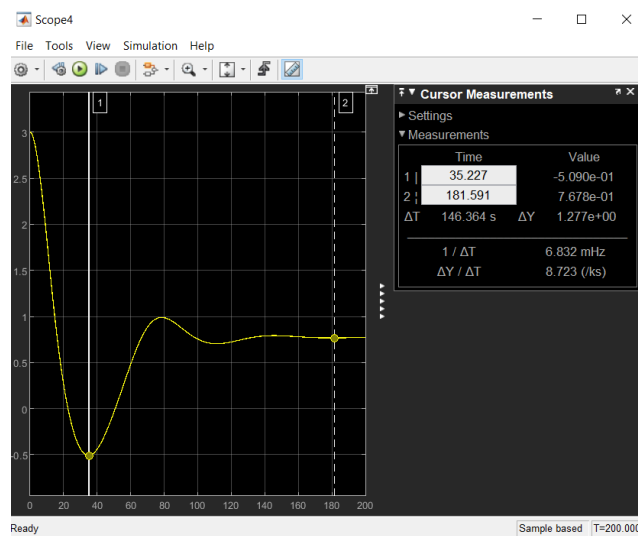 Scope4
File Tools View Simulation Help
1
2
3
2.5
2
1.5
1
0.5
0
-0.5
0 20 40 60 80 100 120 140 160 180 200
Cursor Measurements
Settings
Measurements
Time Value
1 | 35.227 -5.090e-01
2 ¦ 181.591 7.678e-01
ΔT 146.364 s ΔY 1.277e+00
1 / ΔT 6.832 mHz
ΔY / ΔT 8.723 (/ks)
Ready Sample based T=200.000